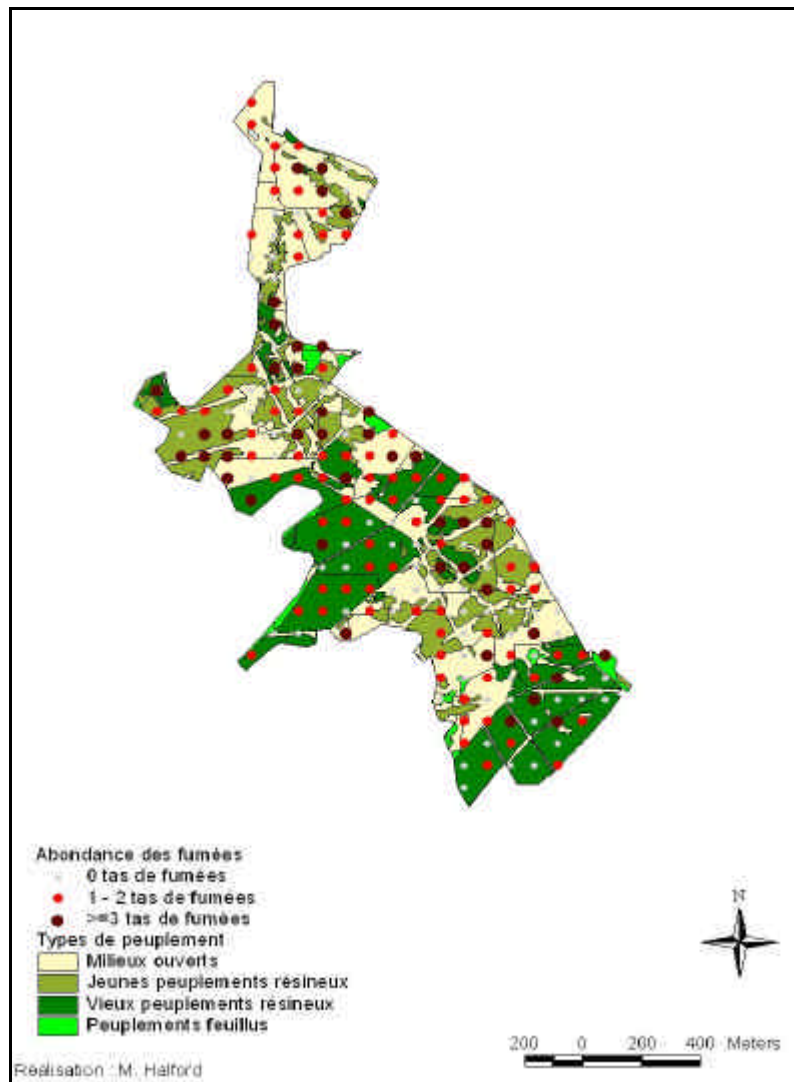 Abondance des fumées
0 tas de fumées
1 - 2 tas de fumées
>=3 tas de fumées
Types de peuplement
Milieux ouverts
Jeunes peuplements résineux
Vieux peuplements résineux
Peuplements feuillus
N
200 0 200 400 Meters
Réalisation : M. Halford